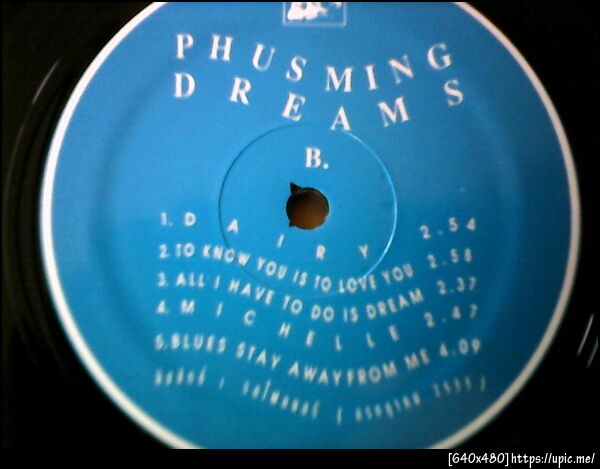 PHUSMING
DREAMS
B.
1. DAIRY 2.54
2. TO KNOW YOU IS TO LOVE YOU 2.58
3. ALL I HAVE TO DO IS DREAM 2.37
4. MICHELLE 2.47
5. BLUES STAY AWAY FROM ME 4.09
[640x480]https://upic.me/